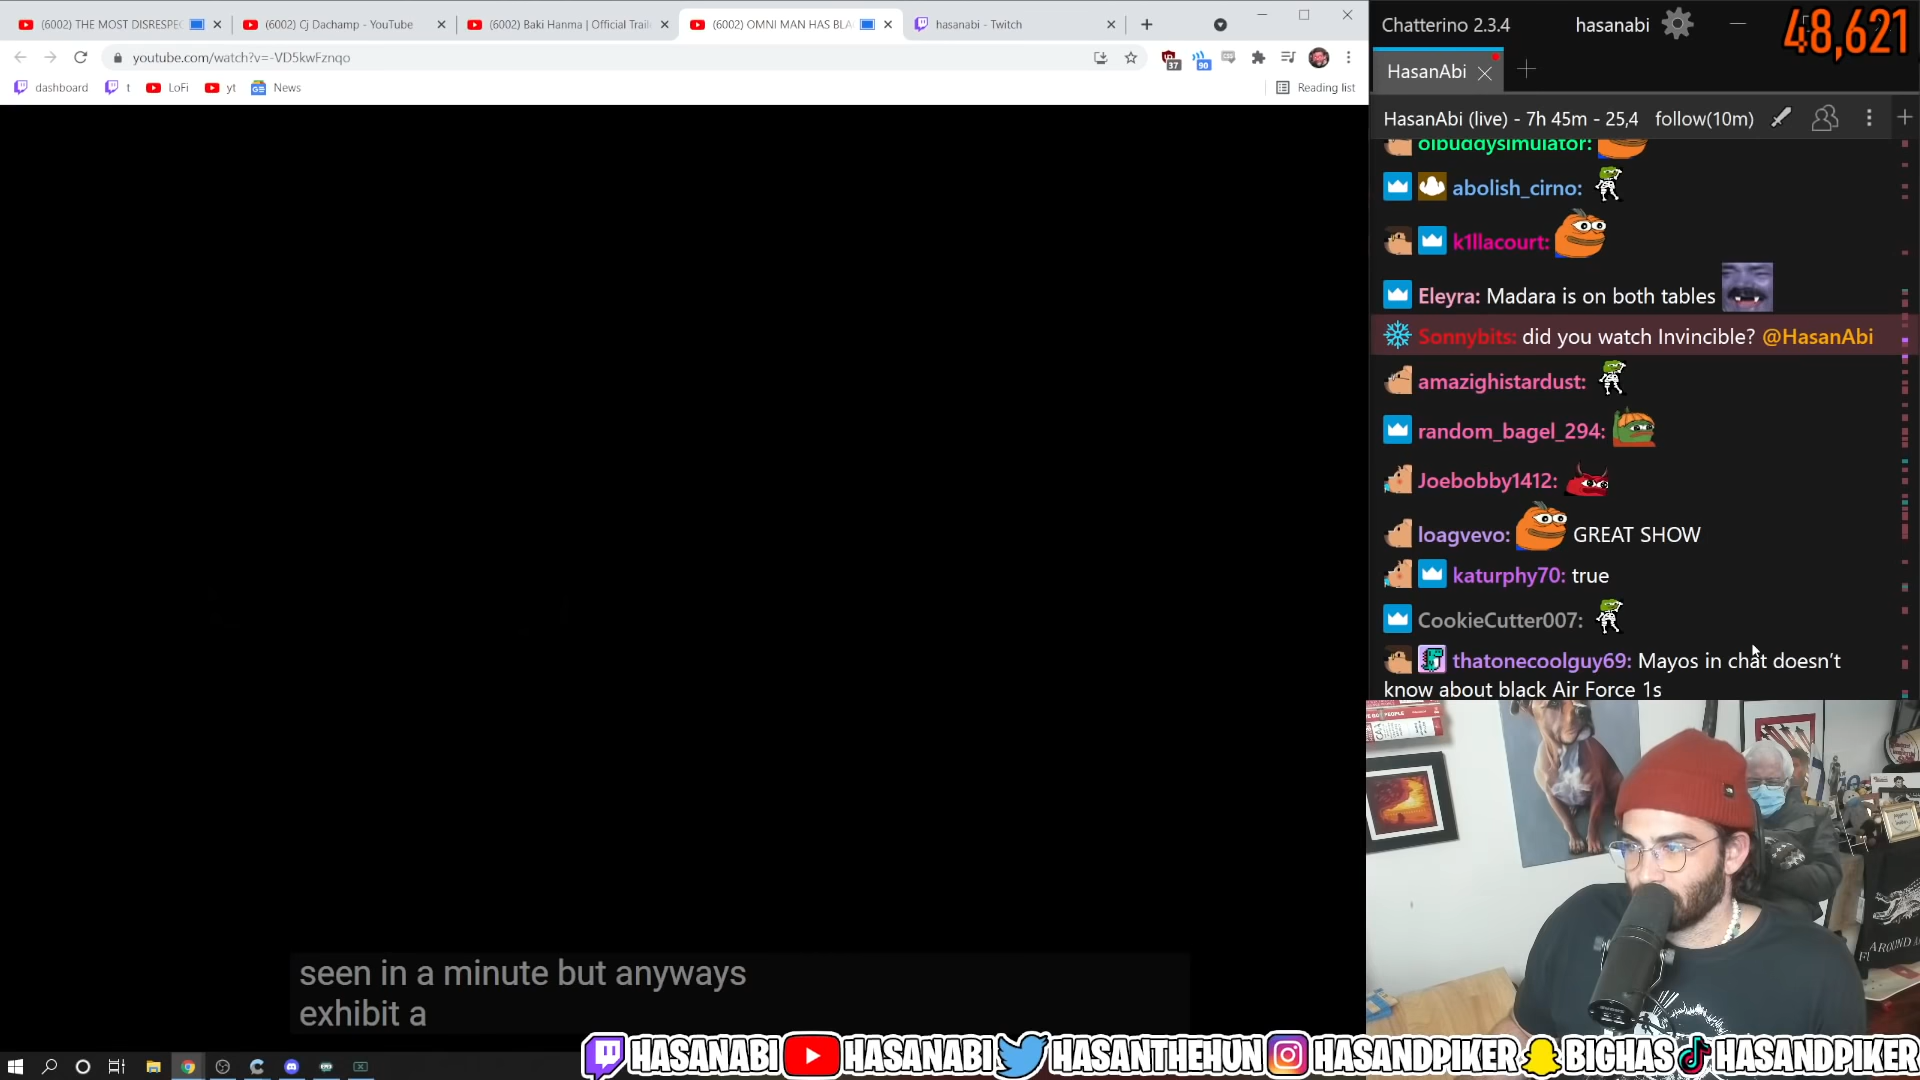 (6002) THE MOST DISRESPE
(6002) Cj Dachamp - YouTube
(6002) Baki Hanma | Official Trail
(6002) OMNI MAN HAS BLA
hasanabi - Twitch
youtube.com/watch?v=-VD5kwFznqo
37
90
dashboard
t
LoFi
yt
News
Reading list
Chatterino 2.3.4
hasanabi
48,621
HasanAbi
HasanAbi (live) - 7h 45m - 25,4
follow(10m)
olbuddysimulator:
abolish_cirno:
k1llacourt:
Eleyra: Madara is on both tables
Sonnybits: did you watch Invincible? @HasanAbi
amazighistardust:
random_bagel_294:
Joebobby1412:
loagvevo: GREAT SHOW
katurphy70: true
CookieCutter007:
thatonecoolguy69: Mayos in chat doesn't
know about black Air Force 1s
seen in a minute but anyways
exhibit a
HASANABI HASANABI HASANTHEHUN HASANDPIKER BIGHAS HASANDPIKER